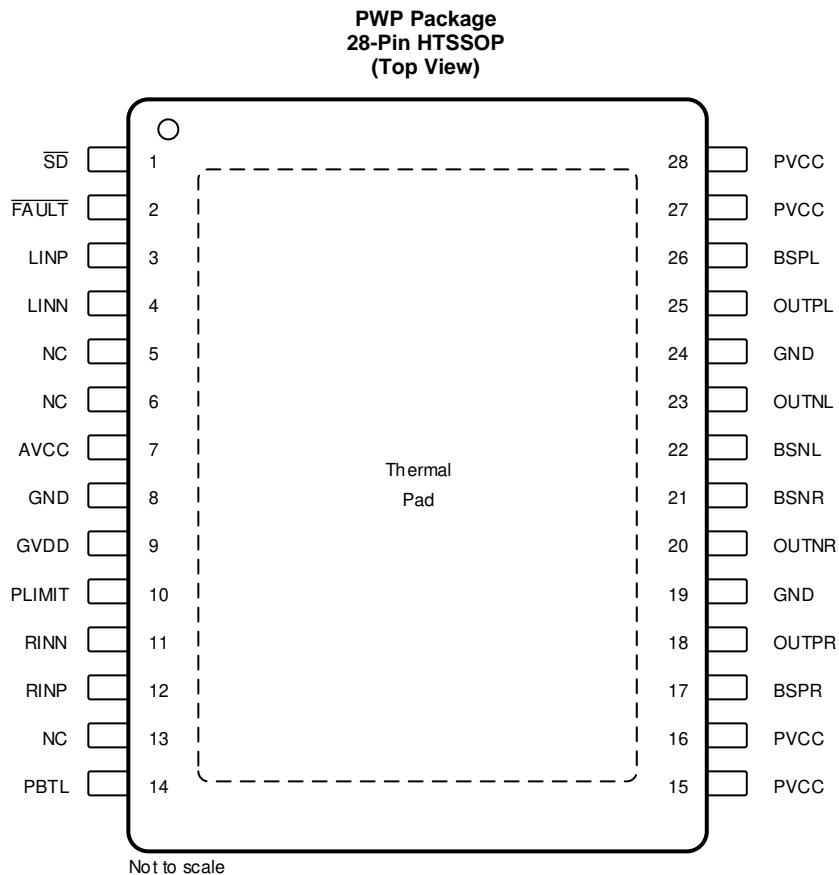 PWP Package
28-Pin HTSSOP
(Top View)
SD 1 28 PVCC
FAULT 2 27 PVCC
LINP 3 26 BSPL
LINN 4 25 OUTPL
NC 5 24 GND
NC 6 23 OUTNL
AVCC 7 22 BSNL
Thermal
GND 8 21 BSNR
Pad
GVDD 9 20 OUTNR
PLIMIT 10 19 GND
RINN 11 18 OUTPR
RINP 12 17 BSPR
NC 13 16 PVCC
PBTL 14 15 PVCC
Not to scale